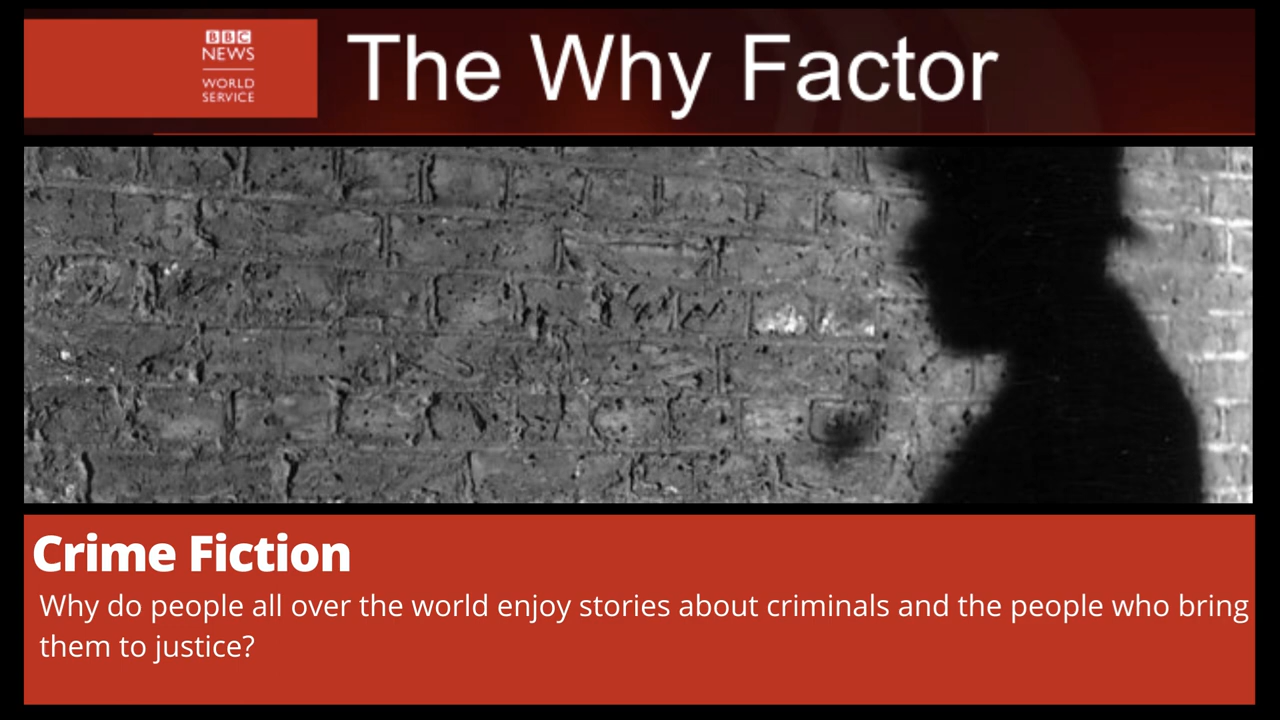 BBC
NEWS
WORLD
SERVICE
The Why Factor
Crime Fiction
Why do people all over the world enjoy stories about criminals and the people who bring
them to justice?